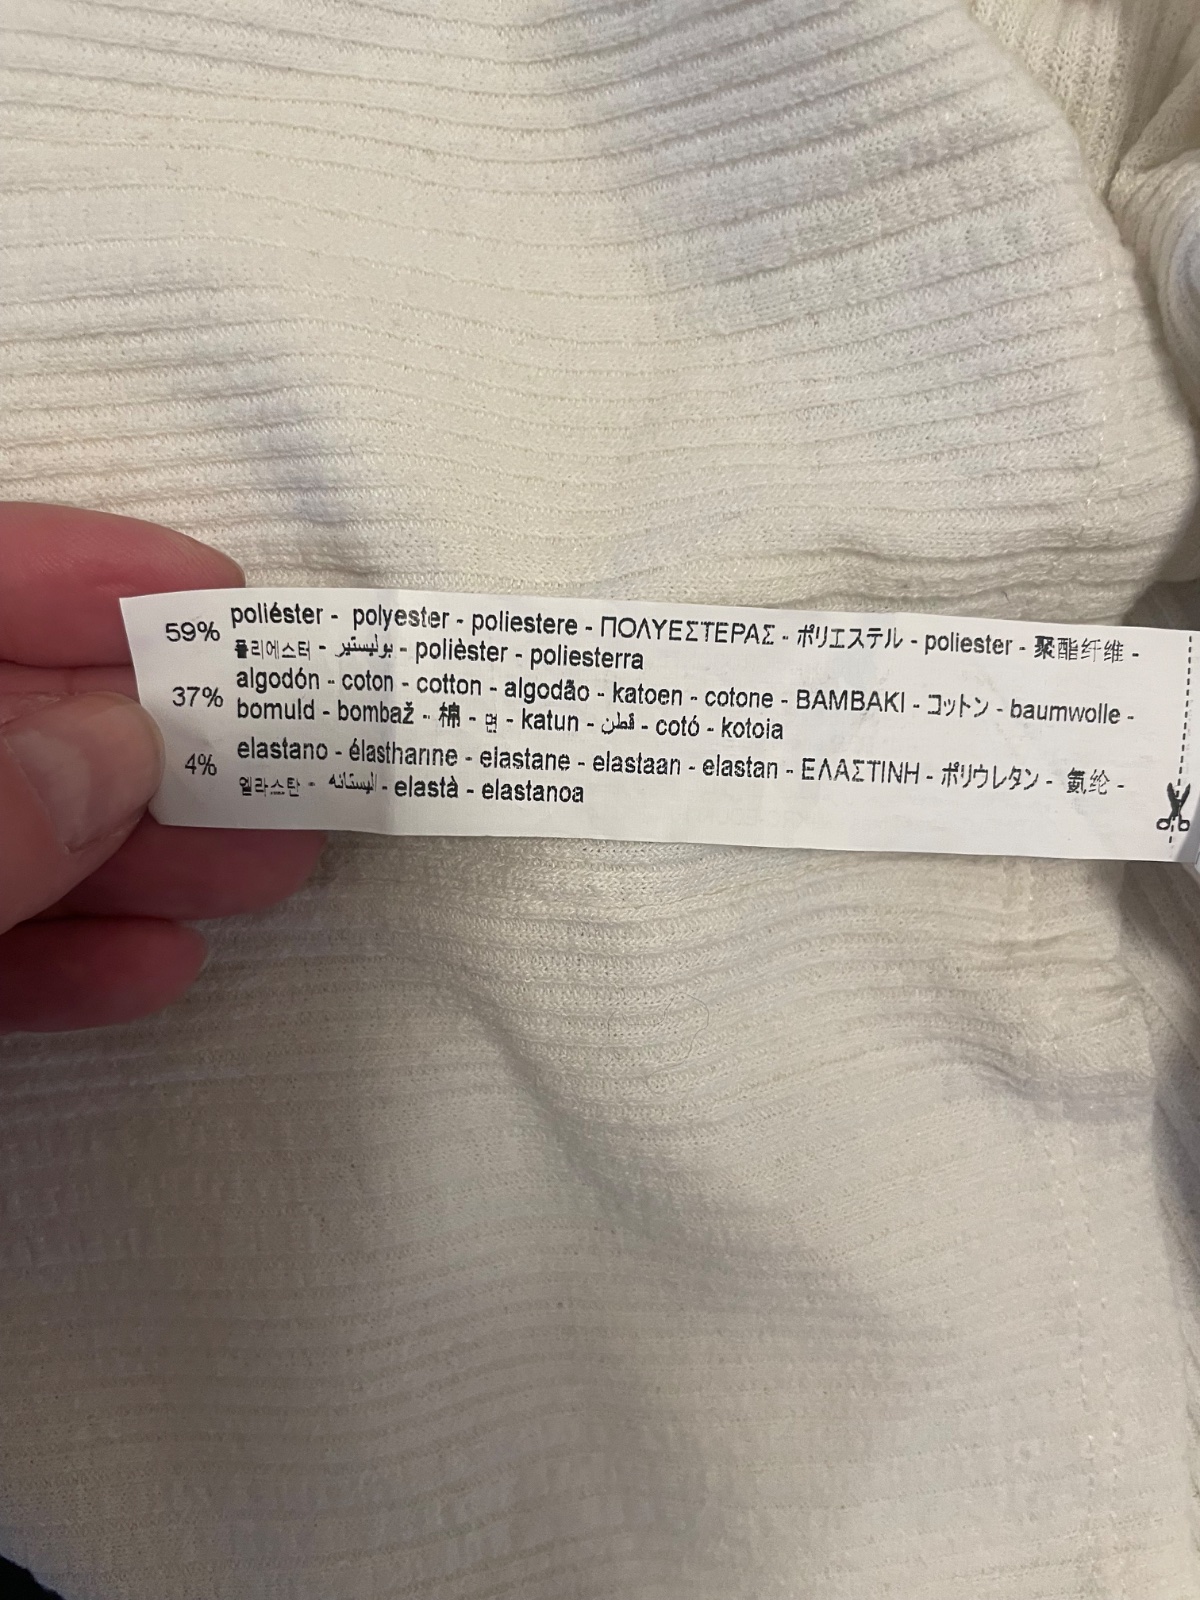 59% poliéster - polyester - poliestere - ΠΟΛΥΕΣΤΕΡΑΣ - ポリエステル - poliester - 聚酯纤维 -
폴리에스터 - بوليستير - polièster - poliesterra
37% algodón - coton - cotton - algodão - katoen - cotone - BAMBAKI - コットン - baumwolle -
bomuld - bombaž - 棉 - 면 - katun - قطن - cotó - kotoia
4% elastano - élasthanne - elastane - elastaan - elastan - ΕΛΑΣΤΙΝΗ - ポリウレタン - 氨纶 -
엘라스탄 - اليستانه - elastà - elastanoa